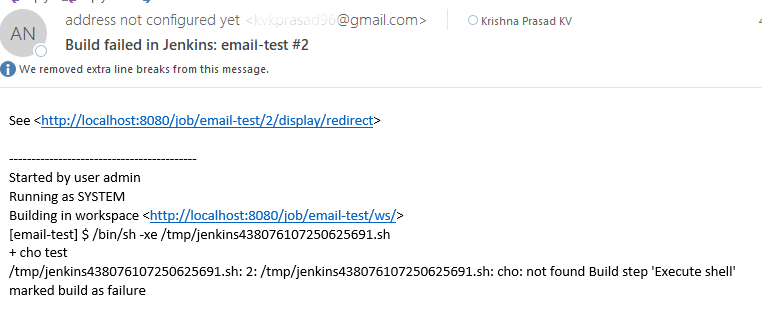 AN
address not configured yet <kvkprasad96@gmail.com>
Krishna Prasad KV
Build failed in Jenkins: email-test #2
We removed extra line breaks from this message.
See <http://localhost:8080/job/email-test/2/display/redirect>
------------------------------------------
Started by user admin
Running as SYSTEM
Building in workspace <http://localhost:8080/job/email-test/ws/>
[email-test] $ /bin/sh -xe /tmp/jenkins438076107250625691.sh
+ cho test
/tmp/jenkins438076107250625691.sh: 2: /tmp/jenkins438076107250625691.sh: cho: not found Build step 'Execute shell'
marked build as failure